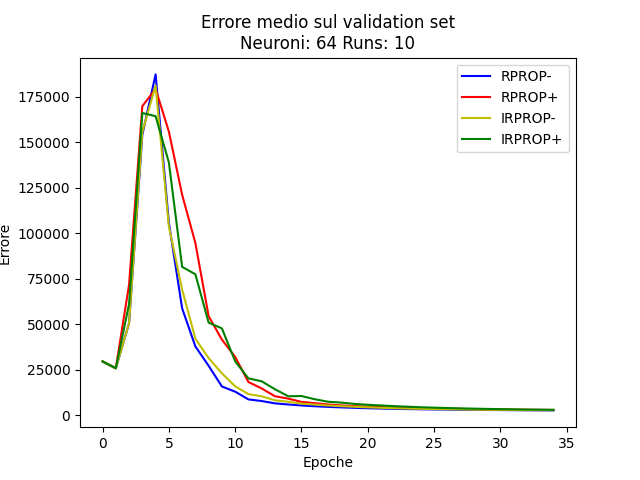 Errore medio sul validation set
Neuroni: 64 Runs: 10
RPROP-
RPROP+
IRPROP-
IRPROP+
175000
150000
125000
100000
75000
50000
25000
0
Errore
0 5 10 15 20 25 30 35
Epoche